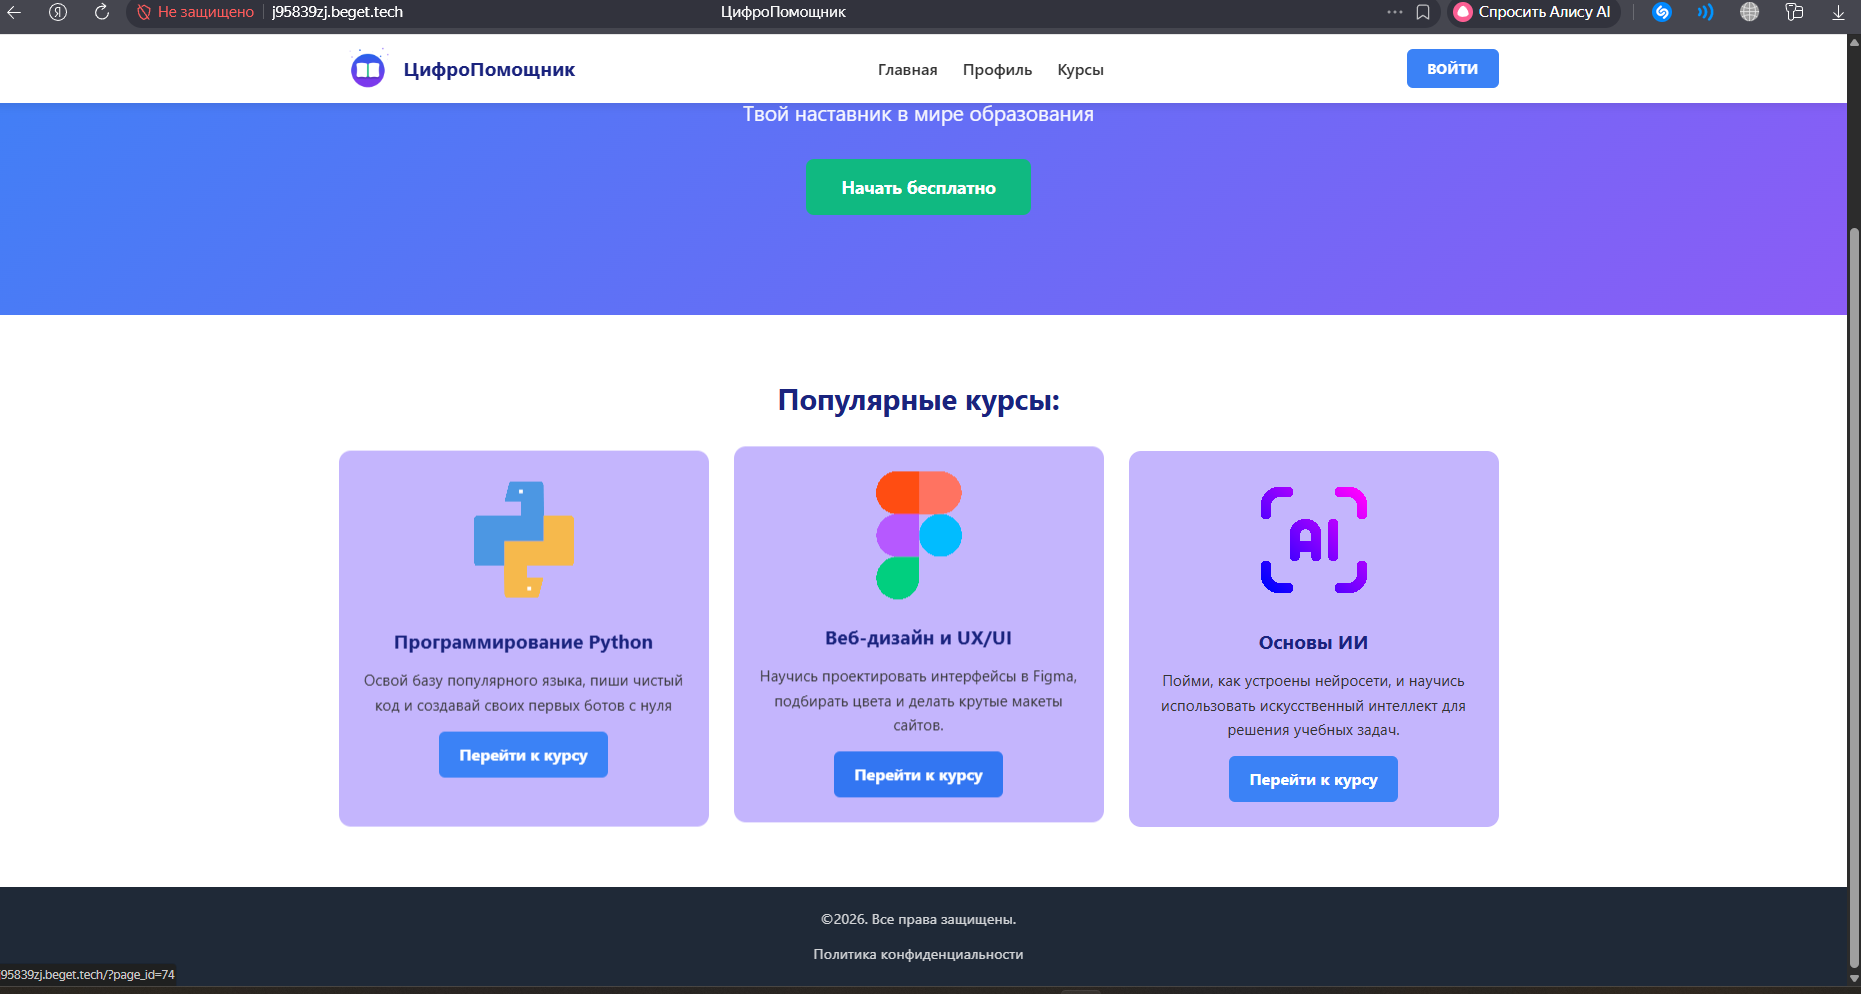 Не защищено
j95839zj.beget.tech
ЦифроПомощник
Спросить Алису AI
ЦифроПомощник
Главная
Профиль
Курсы
ВОЙТИ
Твой наставник в мире образования
Начать бесплатно
Популярные курсы:
Программирование Python
Освой базу популярного языка, пиши чистый
код и создавай своих первых ботов с нуля
Перейти к курсу
Веб-дизайн и UX/UI
Научись проектировать интерфейсы в Figma,
подбирать цвета и делать крутые макеты
сайтов.
Перейти к курсу
AI
Основы ИИ
Пойми, как устроены нейросети, и научись
использовать искусственный интеллект для
решения учебных задач.
Перейти к курсу
©2026. Все права защищены.
Политика конфиденциальности
95839zj.beget.tech/?page_id=74